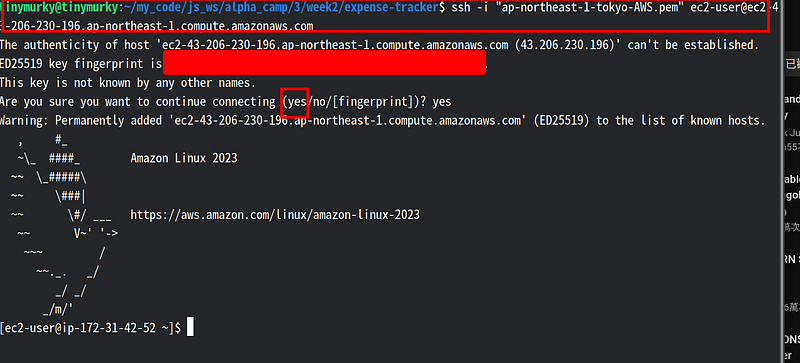 tinymurky@tinymurky:~/my_code/js_ws/alpha_camp/3/week2/expense-tracker$ ssh -i "ap-northeast-1-tokyo-AWS.pem" ec2-user@ec2-4
3-206-230-196.ap-northeast-1.compute.amazonaws.com
The authenticity of host 'ec2-43-206-230-196.ap-northeast-1.compute.amazonaws.com (43.206.230.196)' can't be established.
ED25519 key fingerprint is
This key is not known by any other names.
Are you sure you want to continue connecting (yes/no/[fingerprint])? yes
Warning: Permanently added 'ec2-43-206-230-196.ap-northeast-1.compute.amazonaws.com' (ED25519) to the list of known hosts.
   ,     #_
   ~\_  ####_        Amazon Linux 2023
  ~~  \_#####\
  ~~     \###|
  ~~       \#/ ___   https://aws.amazon.com/linux/amazon-linux-2023
   ~~       V~' '->
    ~~~         /
      ~~._.   _/
         _/ _/
       _/m/'
[ec2-user@ip-172-31-42-52 ~]$